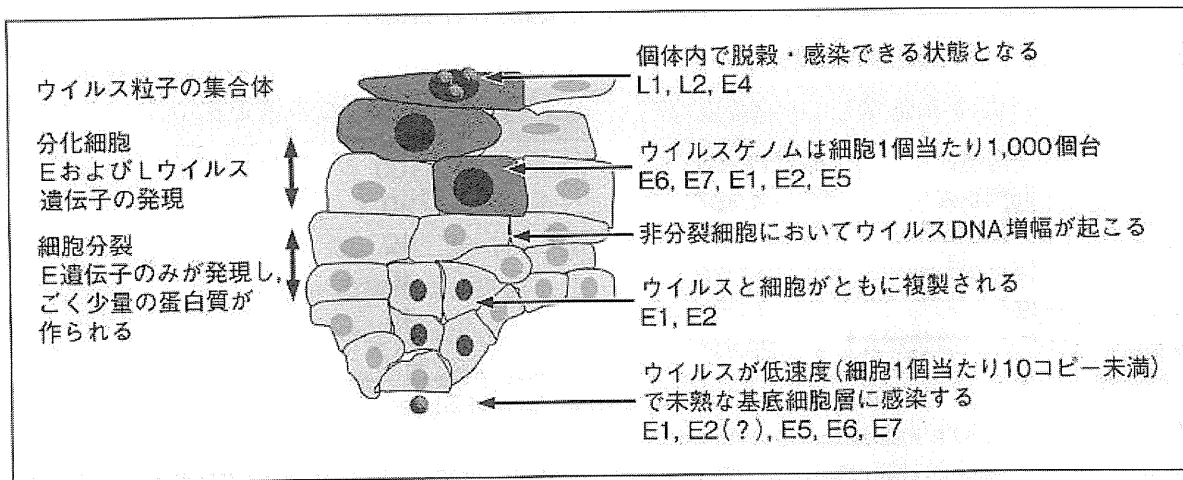 ウイルス粒子の集合体
分化細胞
EおよびLウイルス
遺伝子の発現
細胞分裂
E遺伝子のみが発現し,
ごく少量の蛋白質が
作られる
個体内で脱穀・感染できる状態となる
L1, L2, E4
ウイルスゲノムは細胞1個当たり1,000個台
E6, E7, E1, E2, E5
非分裂細胞においてウイルスDNA増幅が起こる
ウイルスと細胞がともに複製される
E1, E2
ウイルスが低速度(細胞1個当たり10コピー未満)
で未熟な基底細胞層に感染する
E1, E2(?), E5, E6, E7